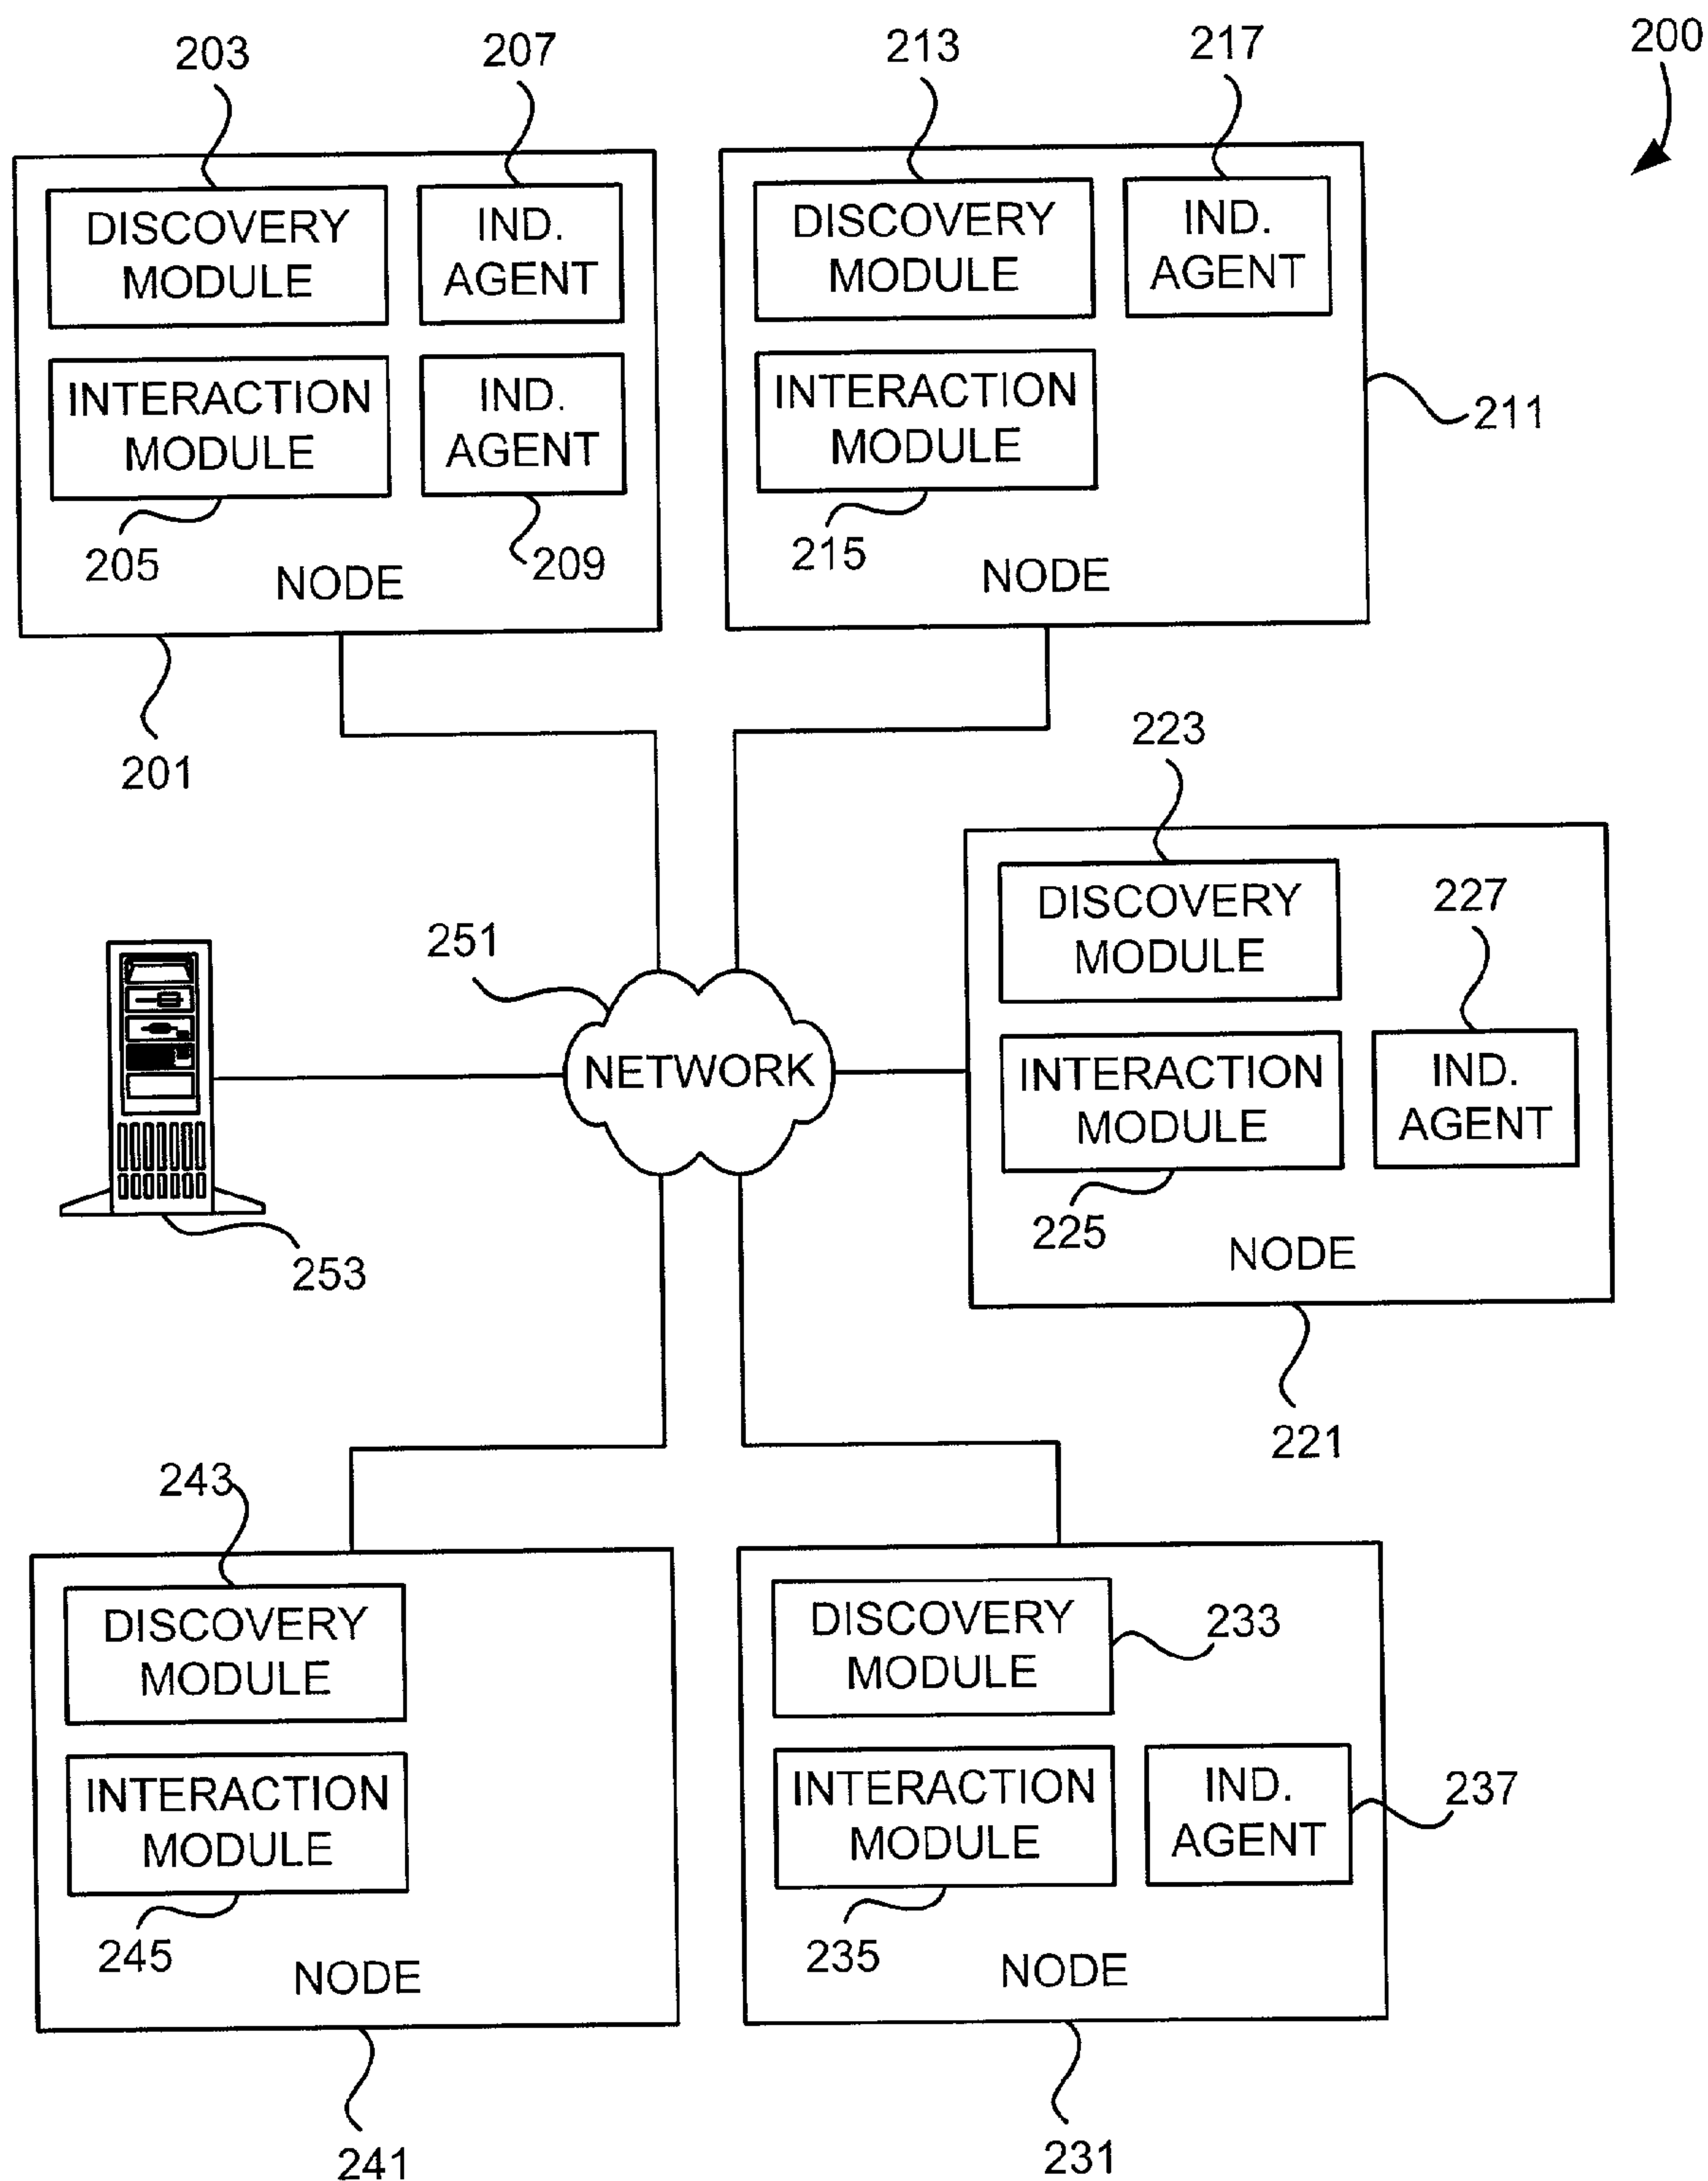 203
207
213
217
200
DISCOVERY
MODULE
IND.
AGENT
DISCOVERY
MODULE
IND.
AGENT
INTERACTION
MODULE
IND.
AGENT
INTERACTION
MODULE
211
205
209
NODE
215
NODE
201
223
DISCOVERY
MODULE
227
251
NETWORK
INTERACTION
MODULE
IND.
AGENT
225
NODE
253
221
243
DISCOVERY
MODULE
DISCOVERY
MODULE
233
INTERACTION
MODULE
INTERACTION
MODULE
IND.
AGENT
237
245
NODE
235
NODE
241
231